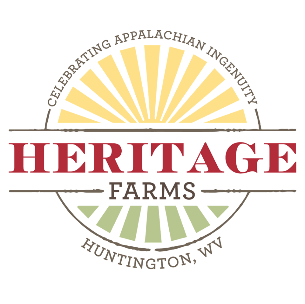 CELEBRATING APPALACHIAN INGENUITY
HERITAGE
FARMS
HUNTINGTON, WV